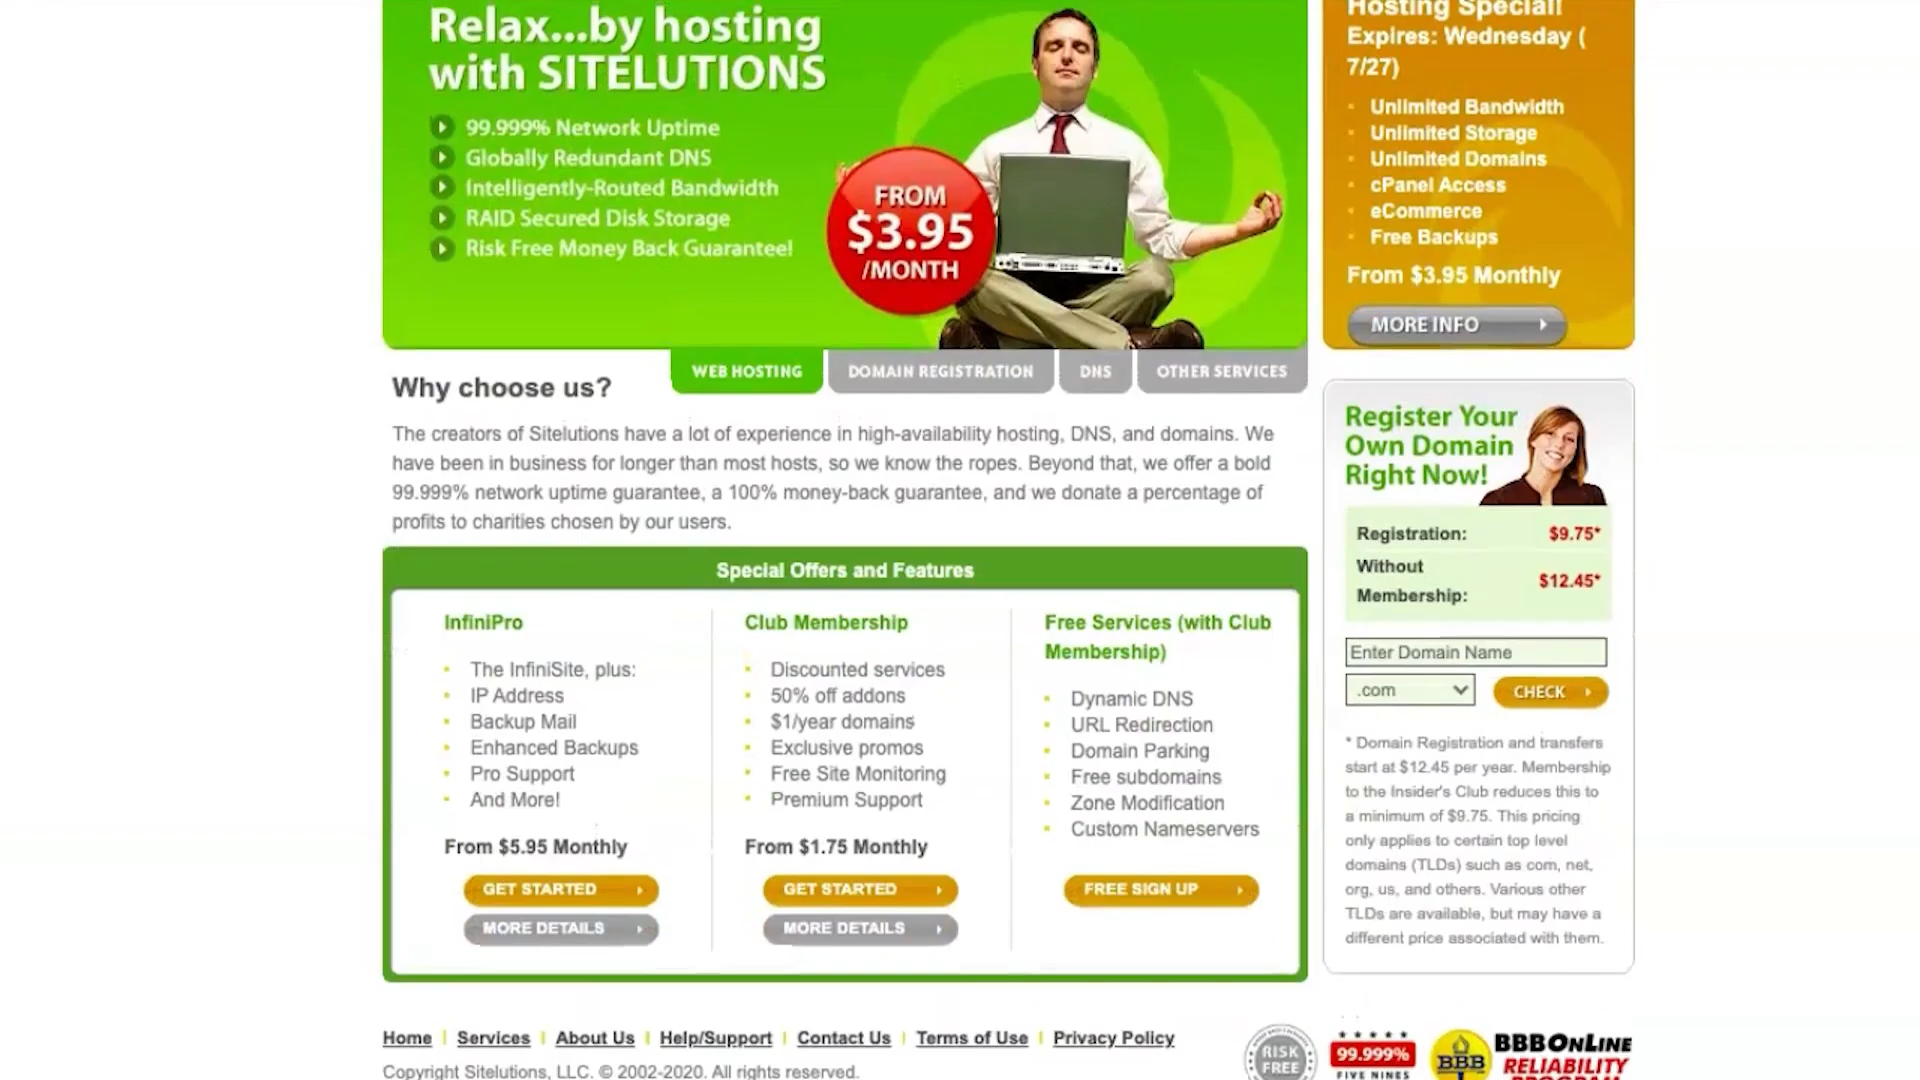 Relax...by hosting
with SITELUTIONS
99.999% Network Uptime
Globally Redundant DNS
Intelligently-Routed Bandwidth
RAID Secured Disk Storage
Risk Free Money Back Guarantee!
FROM
$3.95
/MONTH
Hosting Special!
Expires: Wednesday (
7/27)
Unlimited Bandwidth
Unlimited Storage
Unlimited Domains
cPanel Access
eCommerce
Free Backups
From $3.95 Monthly
MORE INFO
WEB HOSTING
DOMAIN REGISTRATION
DNS
OTHER SERVICES
Why choose us?
The creators of Sitelutions have a lot of experience in high-availability hosting, DNS, and domains. We
have been in business for longer than most hosts, so we know the ropes. Beyond that, we offer a bold
99.999% network uptime guarantee, a 100% money-back guarantee, and we donate a percentage of
profits to charities chosen by our users.
Special Offers and Features
InfiniPro
The InfiniSite, plus:
IP Address
Backup Mail
Enhanced Backups
Pro Support
And More!
From $5.95 Monthly
GET STARTED
MORE DETAILS
Club Membership
Discounted services
50% off addons
$1/year domains
Exclusive promos
Free Site Monitoring
Premium Support
From $1.75 Monthly
GET STARTED
MORE DETAILS
Free Services (with Club
Membership)
Dynamic DNS
URL Redirection
Domain Parking
Free subdomains
Zone Modification
Custom Nameservers
FREE SIGN UP
Register Your
Own Domain
Right Now!
Registration: $9.75*
Without
Membership: $12.45*
Enter Domain Name
.com
CHECK
* Domain Registration and transfers
start at $12.45 per year. Membership
to the Insider's Club reduces this to
a minimum of $9.75. This pricing
only applies to certain top level
domains (TLDs) such as com, net,
org, us, and others. Various other
TLDs are available, but may have a
different price associated with them.
Home
Services
About Us
Help/Support
Contact Us
Terms of Use
Privacy Policy
Copyright Sitelutions, LLC. © 2002-2020. All rights reserved.
RISK
FREE
99.999%
FIVE NINES
BBB
BBBONLINE
RELIABILITY
PROGRAM